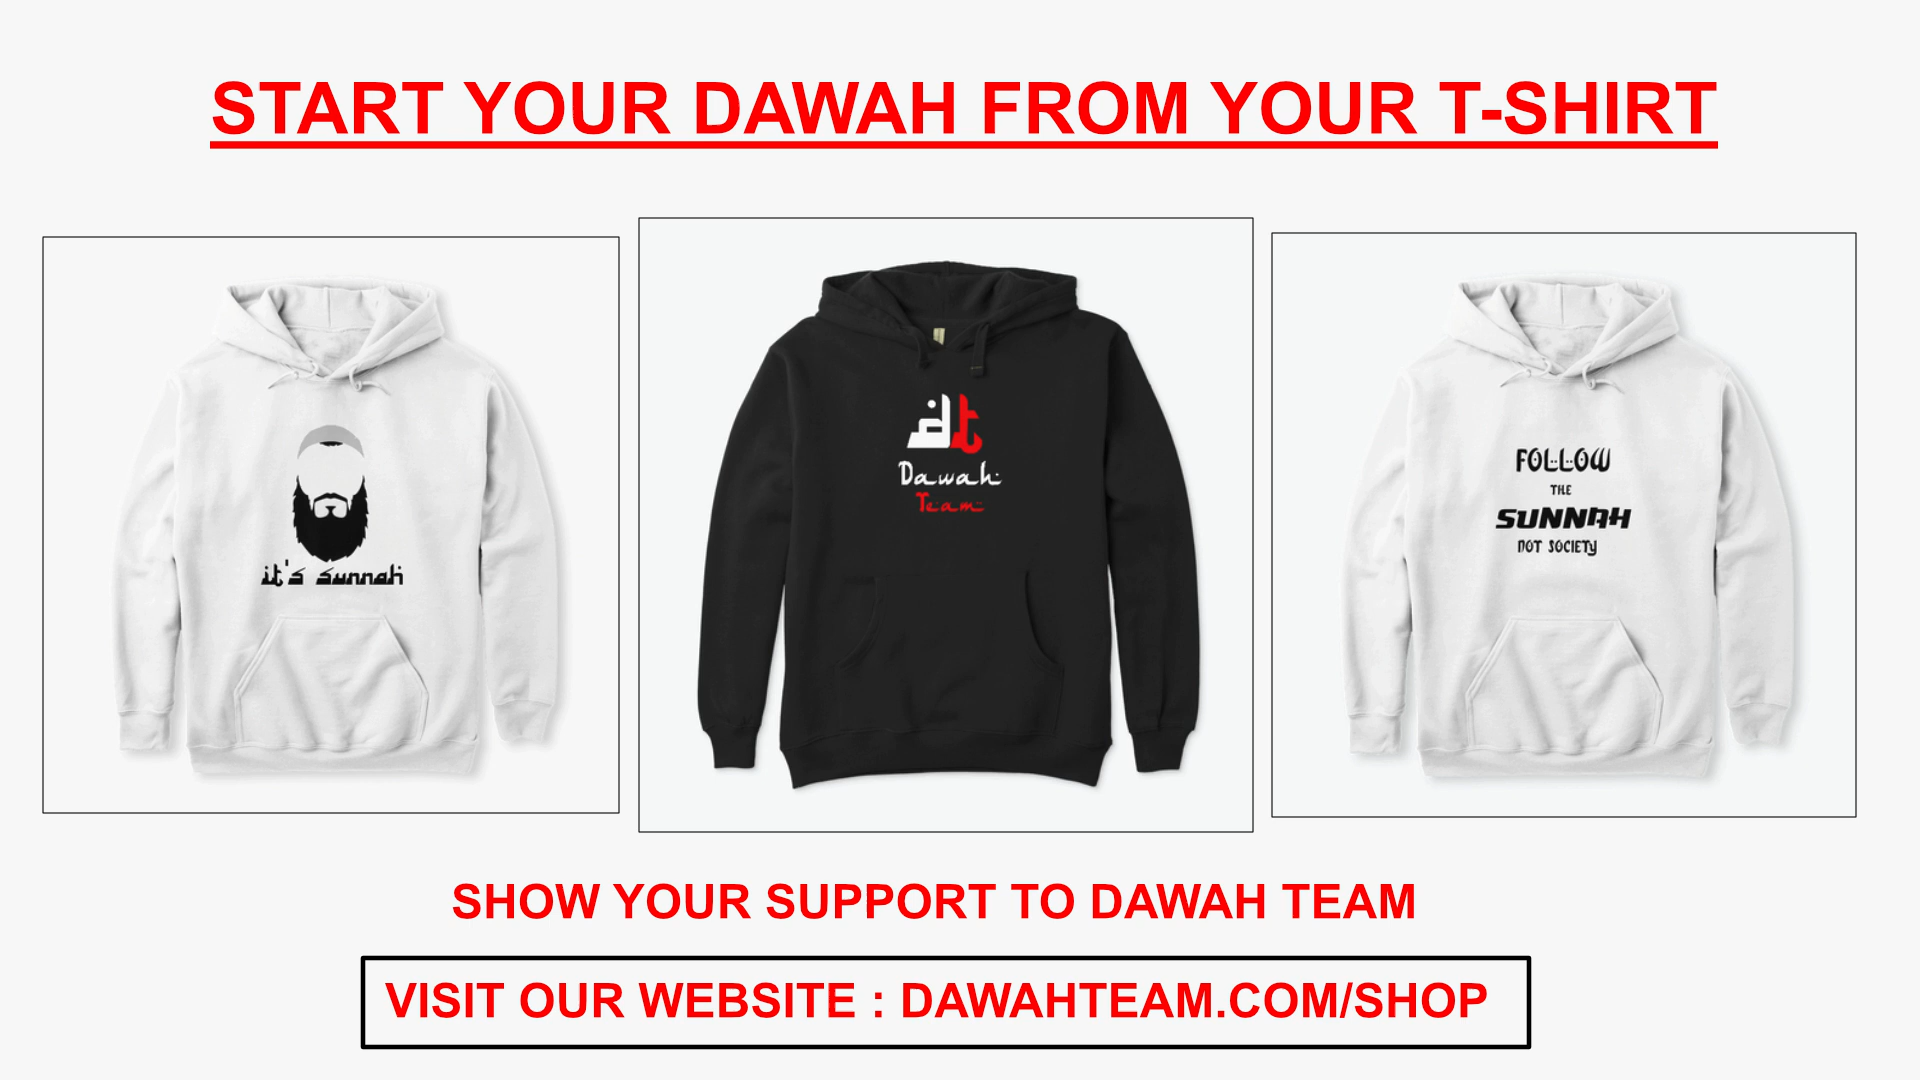 START YOUR DAWAH FROM YOUR T-SHIRT
it's sunnah
dt
Dawah
Team
FOLLOW
THE
SUNNAH
NOT SOCIETY
SHOW YOUR SUPPORT TO DAWAH TEAM
VISIT OUR WEBSITE : DAWAHTEAM.COM/SHOP